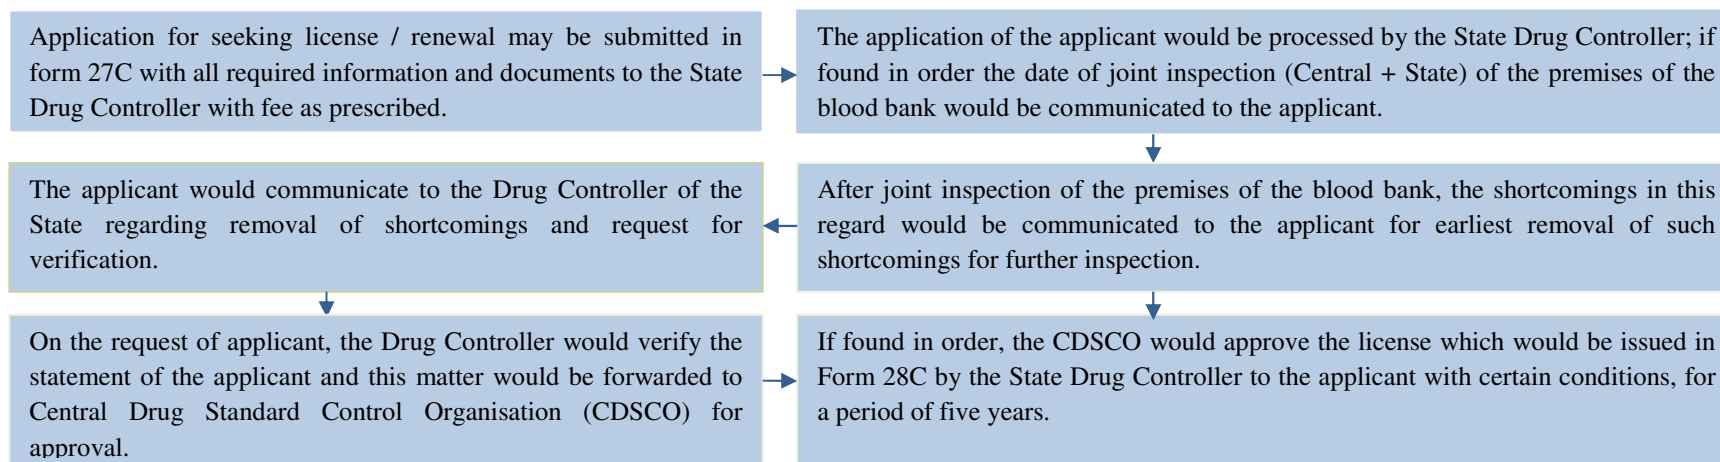 Application for seeking license / renewal may be submitted in
form 27C with all required information and documents to the State
Drug Controller with fee as prescribed.
The application of the applicant would be processed by the State Drug Controller; if
found in order the date of joint inspection (Central + State) of the premises of the
blood bank would be communicated to the applicant.
After joint inspection of the premises of the blood bank, the shortcomings in this
regard would be communicated to the applicant for earliest removal of such
shortcomings for further inspection.
The applicant would communicate to the Drug Controller of the
State regarding removal of shortcomings and request for
verification.
On the request of applicant, the Drug Controller would verify the
statement of the applicant and this matter would be forwarded to
Central Drug Standard Control Organisation (CDSCO) for
approval.
If found in order, the CDSCO would approve the license which would be issued in
Form 28C by the State Drug Controller to the applicant with certain conditions, for
a period of five years.